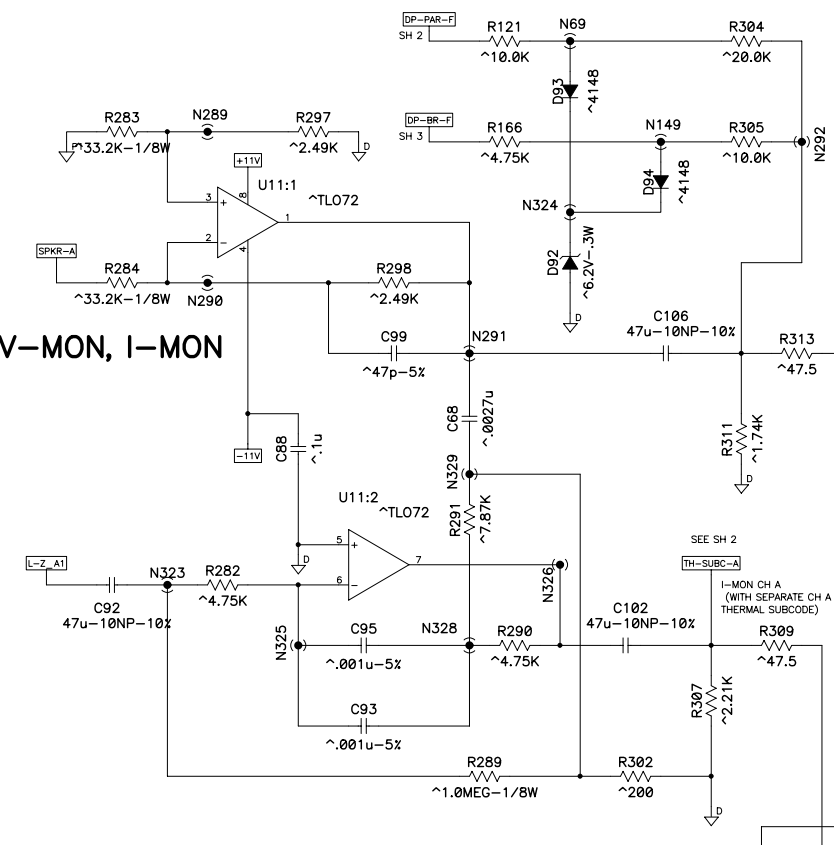 DP-PAR-F
SH 2
R121
^10.0K
N69
R304
^20.0K
D93
^4148
DP-BR-F
SH 3
R166
^4.75K
N149
R305
^10.0K
N292
D94
^4148
N324
D92
^6.2V-.3W
D
R283
^33.2K-1/8W
N289
R297
^2.49K
D
+11V
U11:1
^TL072
3
+
8
1
2
-
4
SPKR-A
R284
^33.2K-1/8W
N290
R298
^2.49K
C99
^47p-5%
N291
C106
47u-10NP-10%
R313
^47.5
R311
^1.74K
D
V-MON, I-MON
C68
^.0027u
-11V
C88
^.1u
N329
R291
^7.87K
U11:2
^TL072
5
+
7
6
-
D
L-Z_A1
C92
47u-10NP-10%
N323
R282
^4.75K
N326
SEE SH 2
TH-SUBC-A
I-MON CH A
(WITH SEPARATE CH A
THERMAL SUBCODE)
N325
C95
^.001u-5%
N328
R290
^4.75K
C102
47u-10NP-10%
R309
^47.5
C93
^.001u-5%
R307
^2.21K
R289
^1.0MEG-1/8W
R302
^200
D